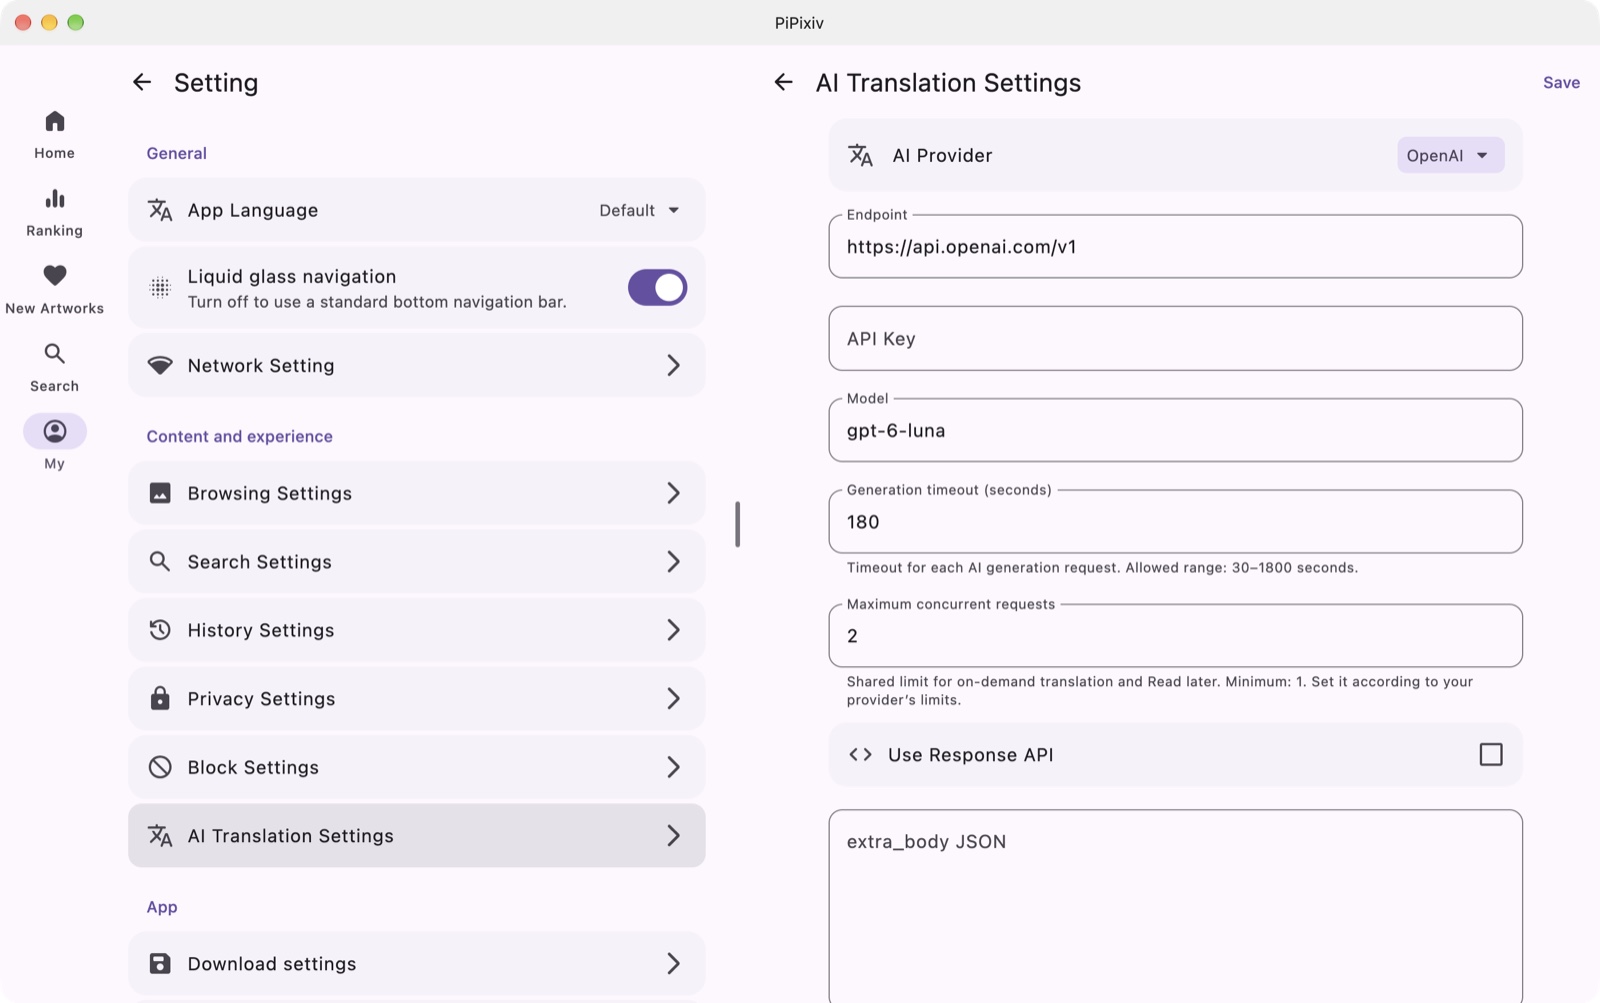 PiPixiv
Home
Ranking
New Artworks
Search
My
Setting
General
App Language
Default
Liquid glass navigation
Turn off to use a standard bottom navigation bar.
Network Setting
Content and experience
Browsing Settings
Search Settings
History Settings
Privacy Settings
Block Settings
AI Translation Settings
App
Download settings
AI Translation Settings
Save
AI Provider
OpenAI
Endpoint
https://api.openai.com/v1
API Key
Model
gpt-6-luna
Generation timeout (seconds)
180
Timeout for each AI generation request. Allowed range: 30–1800 seconds.
Maximum concurrent requests
2
Shared limit for on-demand translation and Read later. Minimum: 1. Set it according to your
provider’s limits.
Use Response API
extra_body JSON